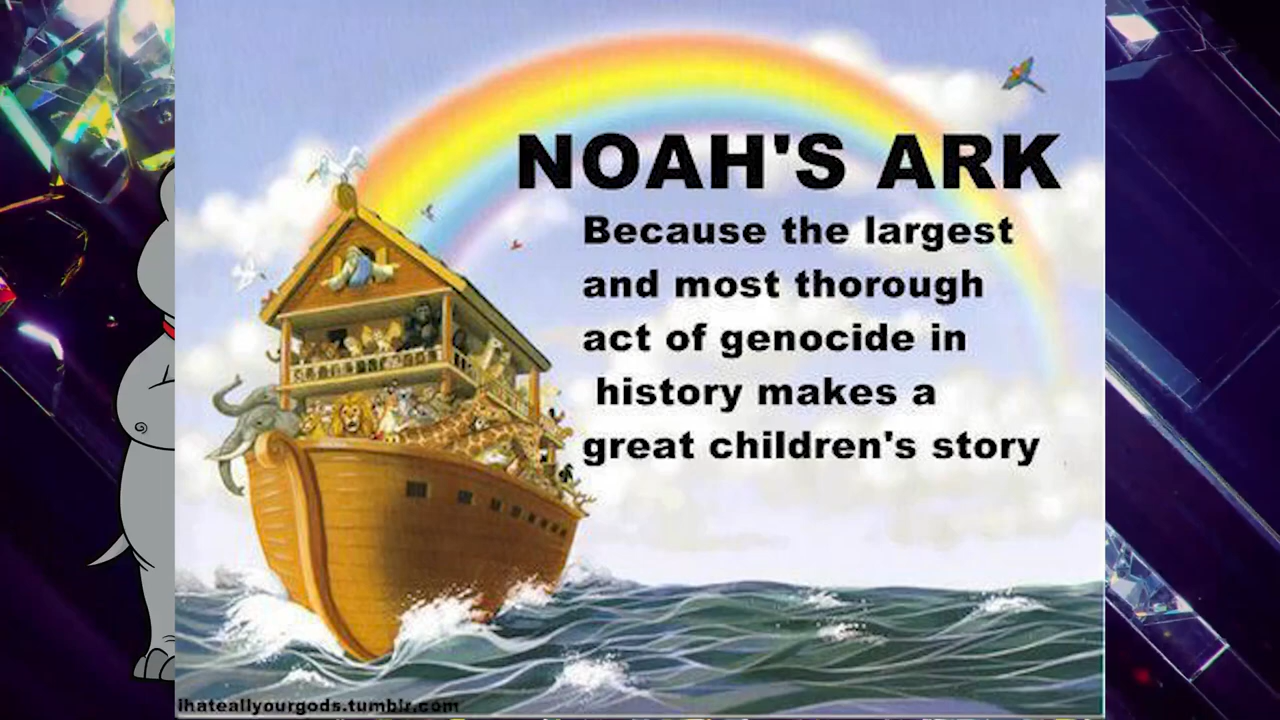 NOAH'S ARK
Because the largest
and most thorough
act of genocide in
history makes a
great children's story
ihateallyourgods.tumblr.com